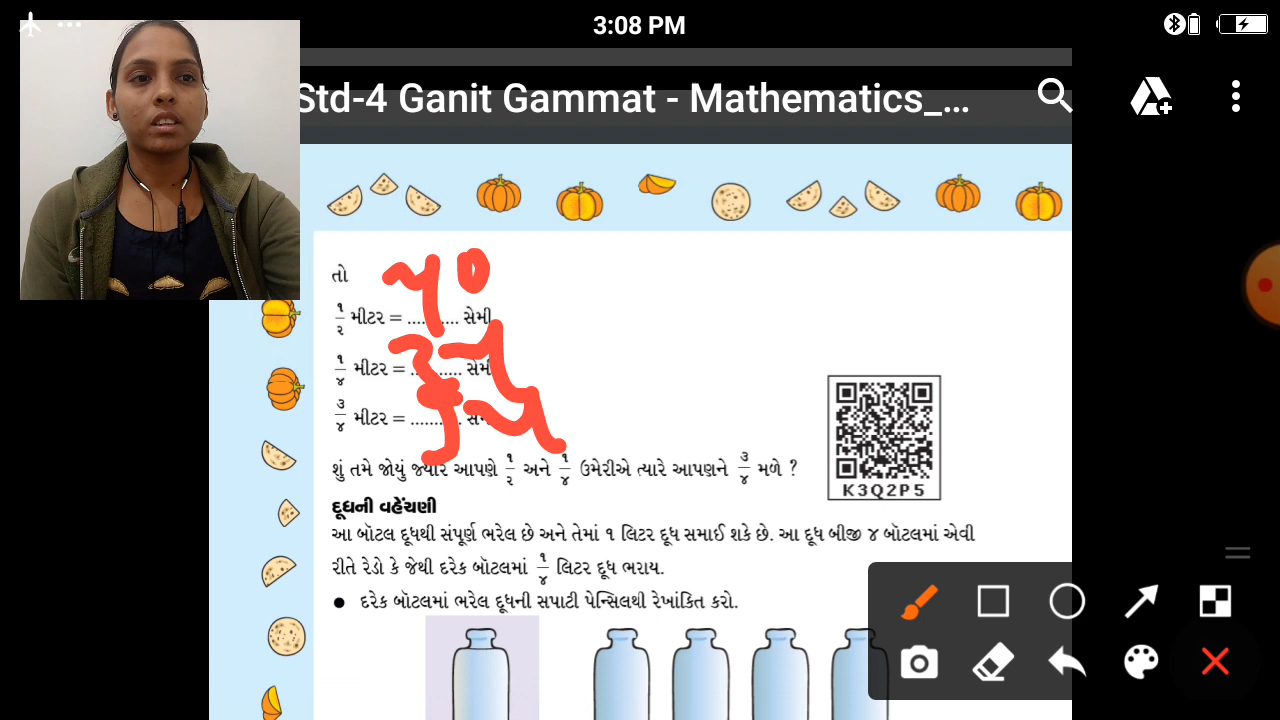 3:08 PM
Std-4 Ganit Gammat - Mathematics_...
તો
૫૦
૧/૨ મીટર = .......... સેમી
૨૫
૧/૪ મીટર = .......... સેમી
૭૫
૩/૪ મીટર = .......... સેમી
શું તમે જોયું જ્યારે આપણે ૧/૨ અને ૧/૪ ઉમેરીએ ત્યારે આપણને ૩/૪ મળે ?
K3Q2P5
દૂધની વહેંચણી
આ બૉટલ દૂધથી સંપૂર્ણ ભરેલ છે અને તેમાં ૧ લિટર દૂધ સમાઈ શકે છે. આ દૂધ બીજી ૪ બૉટલમાં એવી
રીતે રેડો કે જેથી દરેક બૉટલમાં ૧/૪ લિટર દૂધ ભરાય.
● દરેક બૉટલમાં ભરેલ દૂધની સપાટી પેન્સિલથી રેખાંકિત કરો.